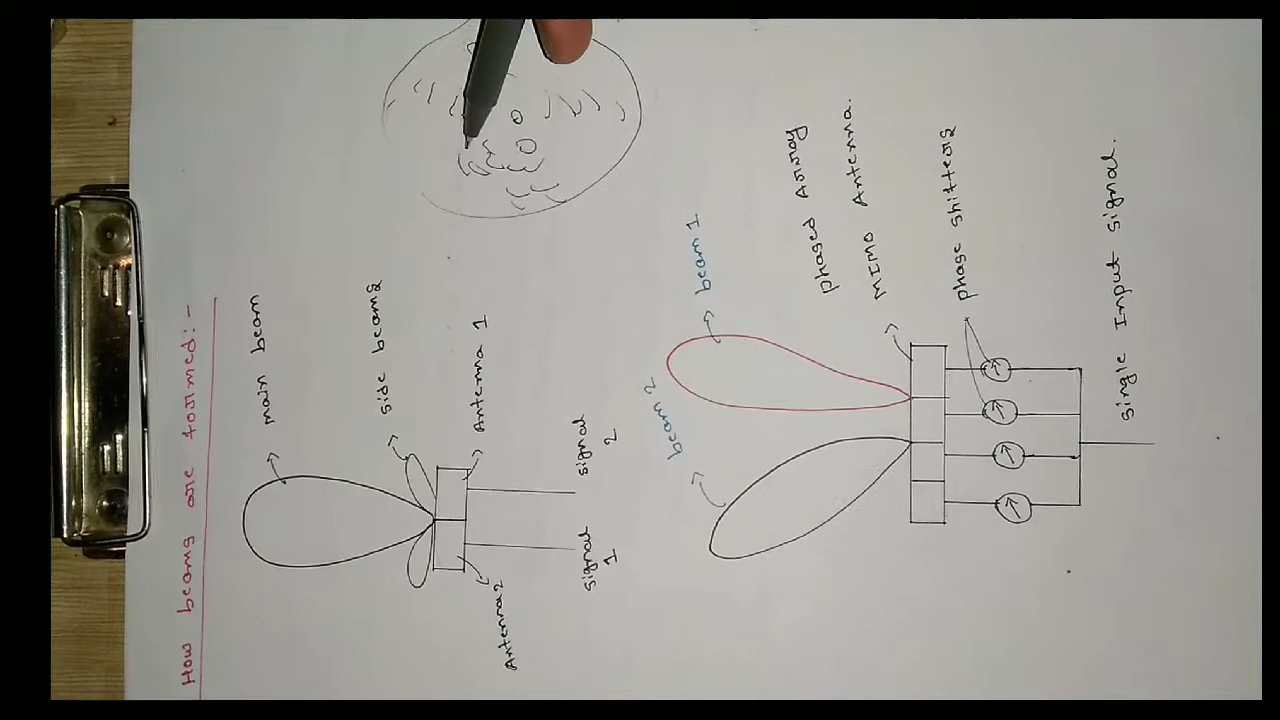 How beams are formed:-
main beam
side beams
Antenna 1
Antenna 2
signal
1
signal
2
beam 2
beam 1
phased Array
MIMO Antenna.
phase shifters
single Input signal.